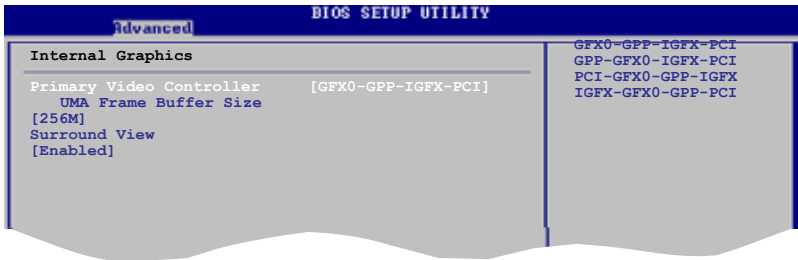 BIOS SETUP UTILITY
Advanced
Internal Graphics
Primary Video Controller [GFX0-GPP-IGFX-PCI]
UMA Frame Buffer Size
[256M]
Surround View
[Enabled]
GFX0-GPP-IGFX-PCI
GPP-GFX0-IGFX-PCI
PCI-GFX0-GPP-IGFX
IGFX-GFX0-GPP-PCI